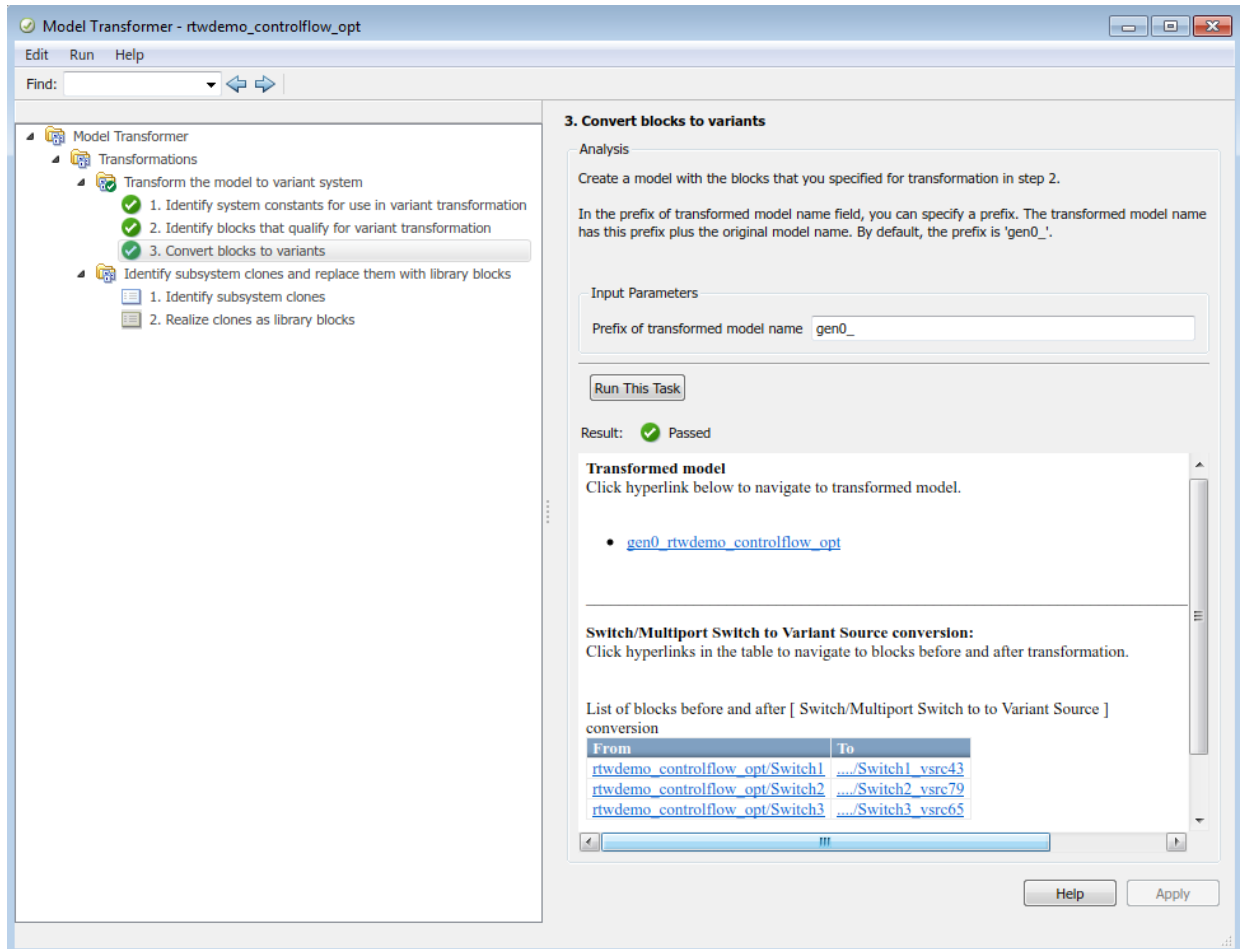 Model Transformer - rtwdemo_controlflow_opt
Edit Run Help
Find:
Model Transformer
Transformations
Transform the model to variant system
1. Identify system constants for use in variant transformation
2. Identify blocks that qualify for variant transformation
3. Convert blocks to variants
Identify subsystem clones and replace them with library blocks
1. Identify subsystem clones
2. Realize clones as library blocks
3. Convert blocks to variants
Analysis
Create a model with the blocks that you specified for transformation in step 2.
In the prefix of transformed model name field, you can specify a prefix. The transformed model name
has this prefix plus the original model name. By default, the prefix is 'gen0_'.
Input Parameters
Prefix of transformed model name gen0_
Run This Task
Result: Passed
Transformed model
Click hyperlink below to navigate to transformed model.
• gen0_rtwdemo_controlflow_opt
Switch/Multiport Switch to Variant Source conversion:
Click hyperlinks in the table to navigate to blocks before and after transformation.
List of blocks before and after [ Switch/Multiport Switch to to Variant Source ]
conversion
From To
rtwdemo_controlflow_opt/Switch1 ..../Switch1_vsrc43
rtwdemo_controlflow_opt/Switch2 ..../Switch2_vsrc79
rtwdemo_controlflow_opt/Switch3 ..../Switch3_vsrc65
Help Apply